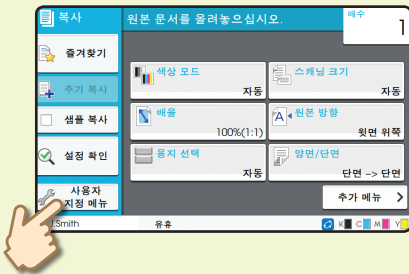 복사
원본 문서를 올려놓으십시오.
매수
1
즐겨찾기
추가 복사
샘플 복사
설정 확인
사용자
지정 메뉴
색상 모드
자동
스캐닝 크기
자동
배율
100%(1:1)
원본 방향
윗면 위쪽
용지 선택
자동
양면/단면
단면 -> 단면
추가 메뉴
Smith
유휴
K C M Y